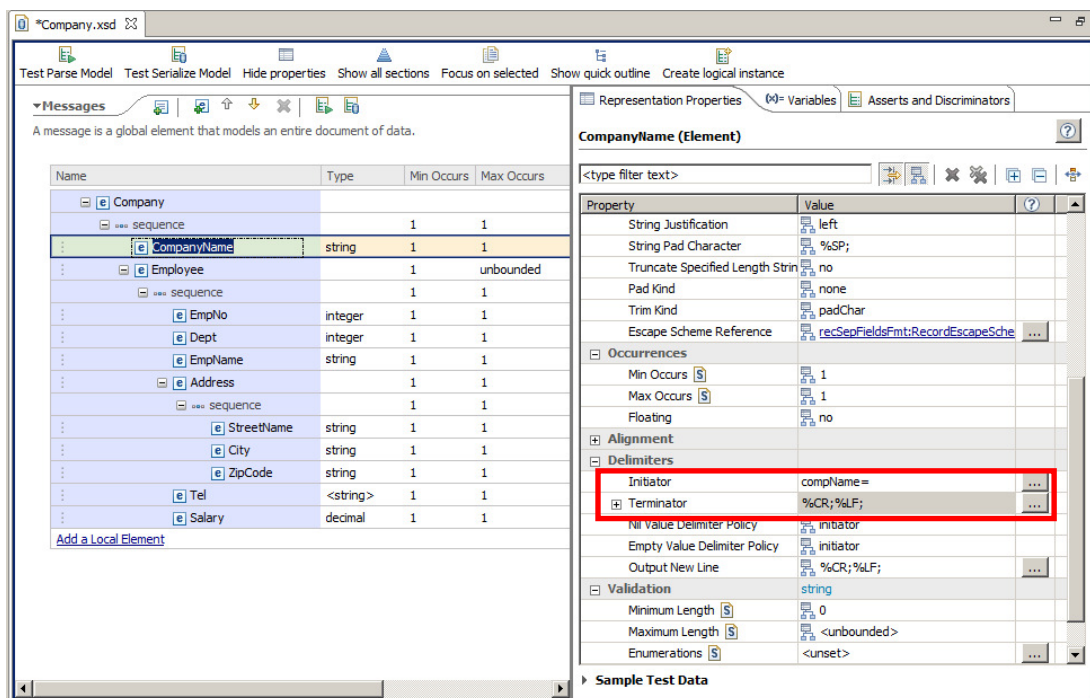 *Company.xsd
Test Parse Model Test Serialize Model Hide properties Show all sections Focus on selected Show quick outline Create logical instance
Messages
A message is a global element that models an entire document of data.
Name Type Min Occurs Max Occurs
e Company
sequence 1 1
e CompanyName string 1 1
e Employee 1 unbounded
sequence 1 1
e EmpNo integer 1 1
e Dept integer 1 1
e EmpName string 1 1
e Address 1 1
sequence 1 1
e StreetName string 1 1
e City string 1 1
e ZipCode string 1 1
e Tel <string> 1 1
e Salary decimal 1 1
Add a Local Element
Representation Properties (x)= Variables Asserts and Discriminators
CompanyName (Element)
<type filter text>
Property Value
String Justification left
String Pad Character %SP;
Truncate Specified Length Strin no
Pad Kind none
Trim Kind padChar
Escape Scheme Reference recSepFieldsFmt:RecordEscapeSche ...
Occurrences
Min Occurs S 1
Max Occurs S 1
Floating no
Alignment
Delimiters
Initiator compName= ...
Terminator %CR;%LF; ...
Nil Value Delimiter Policy initiator
Empty Value Delimiter Policy initiator
Output New Line %CR;%LF; ...
Validation string
Minimum Length S 0
Maximum Length S <unbounded>
Enumerations S <unset> ...
Sample Test Data